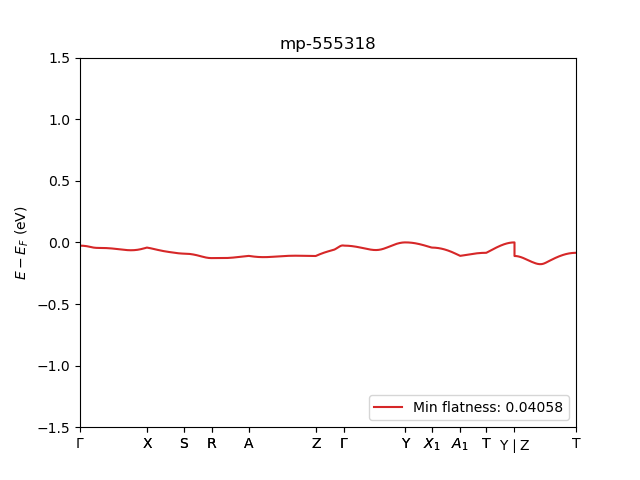 mp-555318
E − E_F (eV)
1.5
1.0
0.5
0.0
−0.5
−1.0
−1.5
Min flatness: 0.04058
Γ X S R A Z Γ Y X₁ A₁ T Y | Z T